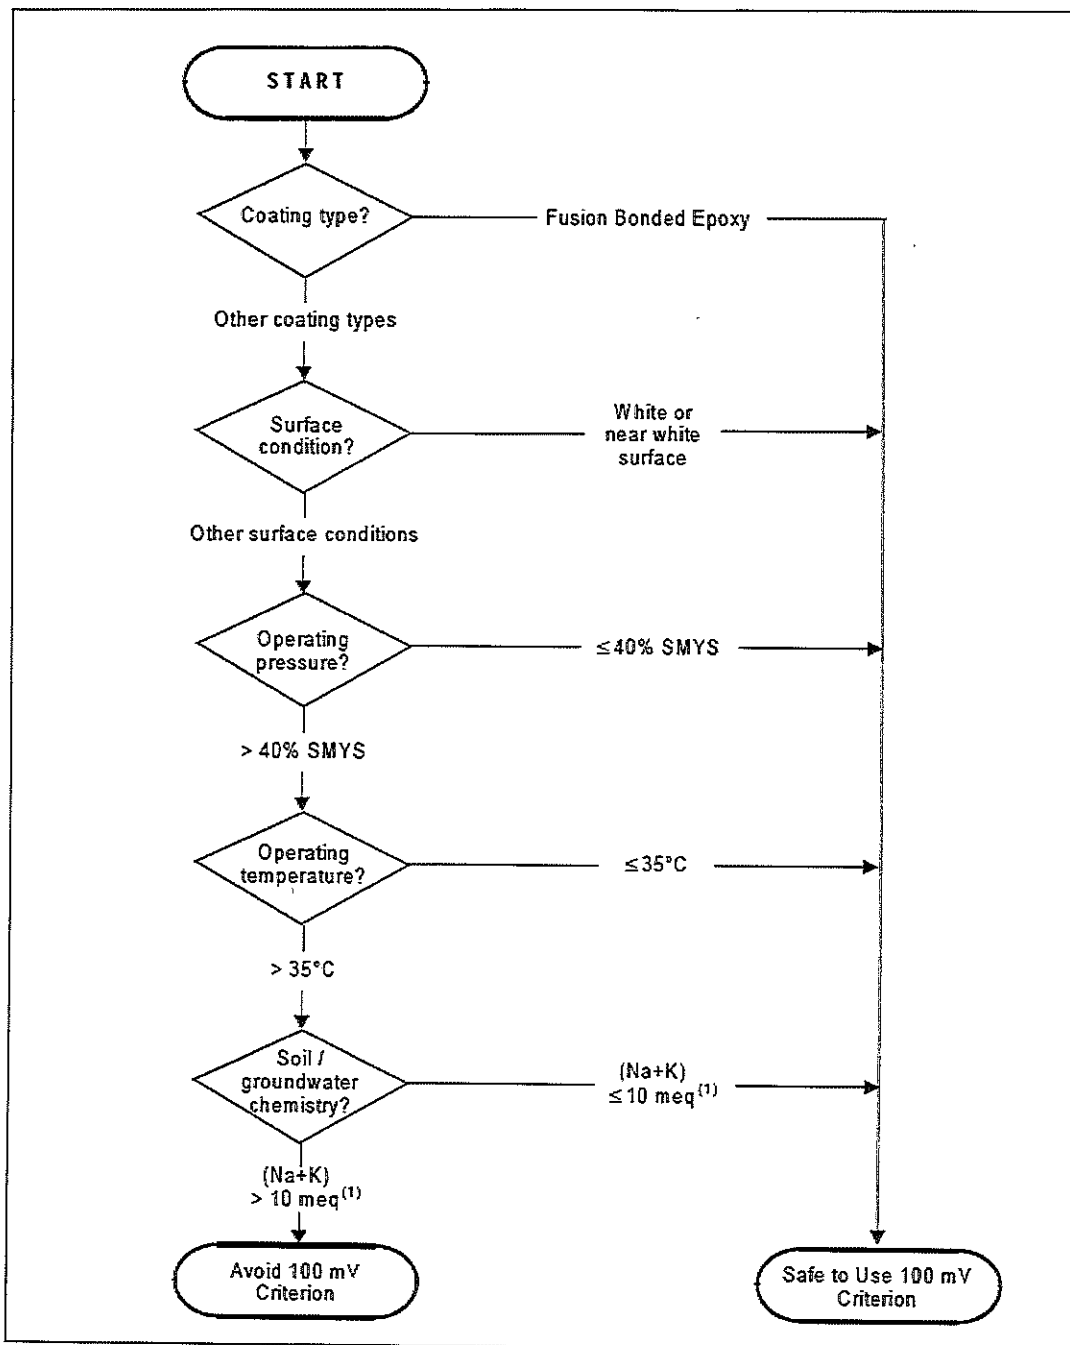 START
Coating type?
Fusion Bonded Epoxy
Other coating types
Surface
condition?
White or
near white
surface
Other surface conditions
Operating
pressure?
≤40% SMYS
> 40% SMYS
Operating
temperature?
≤35°C
> 35°C
Soil /
groundwater
chemistry?
(Na+K)
≤10 meq(1)
(Na+K)
> 10 meq(1)
Avoid 100 mV
Criterion
Safe to Use 100 mV
Criterion